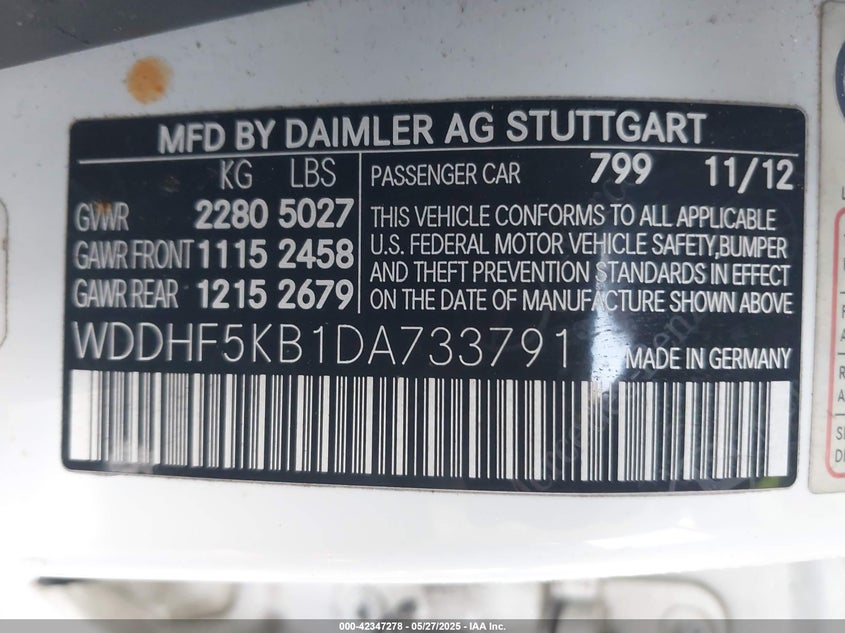 MFD BY DAIMLER AG STUTTGART
KG LBS
GVWR 2280 5027
GAWR FRONT 1115 2458
GAWR REAR 1215 2679
PASSENGER CAR 799 11/12
THIS VEHICLE CONFORMS TO ALL APPLICABLE
U.S. FEDERAL MOTOR VEHICLE SAFETY,BUMPER
AND THEFT PREVENTION STANDARDS IN EFFECT
ON THE DATE OF MANUFACTURE SHOWN ABOVE
WDDHF5KB1DA733791 MADE IN GERMANY
000-42347278 - 05/27/2025 - IAA Inc.